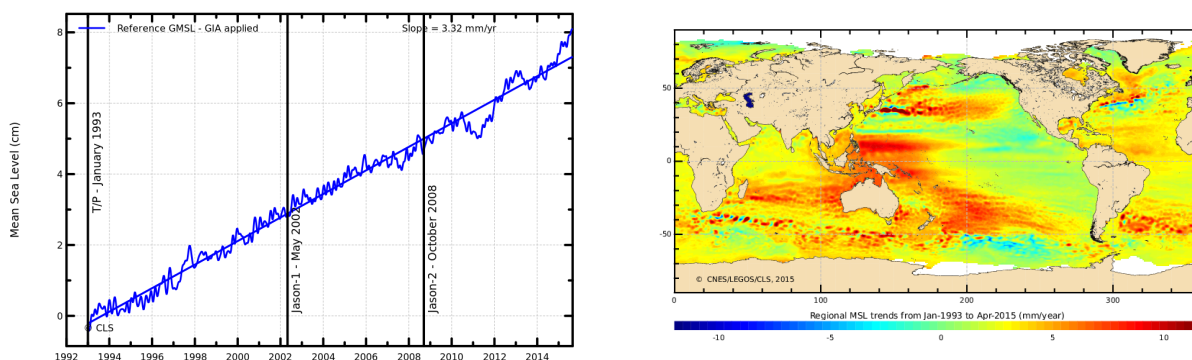 Reference GMSL - GIA applied
Slope = 3.32 mm/yr
Mean Sea Level (cm)
8
6
4
2
0
T/P - January 1993
Jason-1 - May 2002
Jason-2 - October 2008
CLS
1992 1994 1996 1998 2000 2002 2004 2006 2008 2010 2012 2014
50
0
-50
© CNES/LEGOS/CLS, 2015
0 100 200 300
Regional MSL trends from Jan-1993 to Apr-2015 (mm/year)
-10 -5 0 5 10